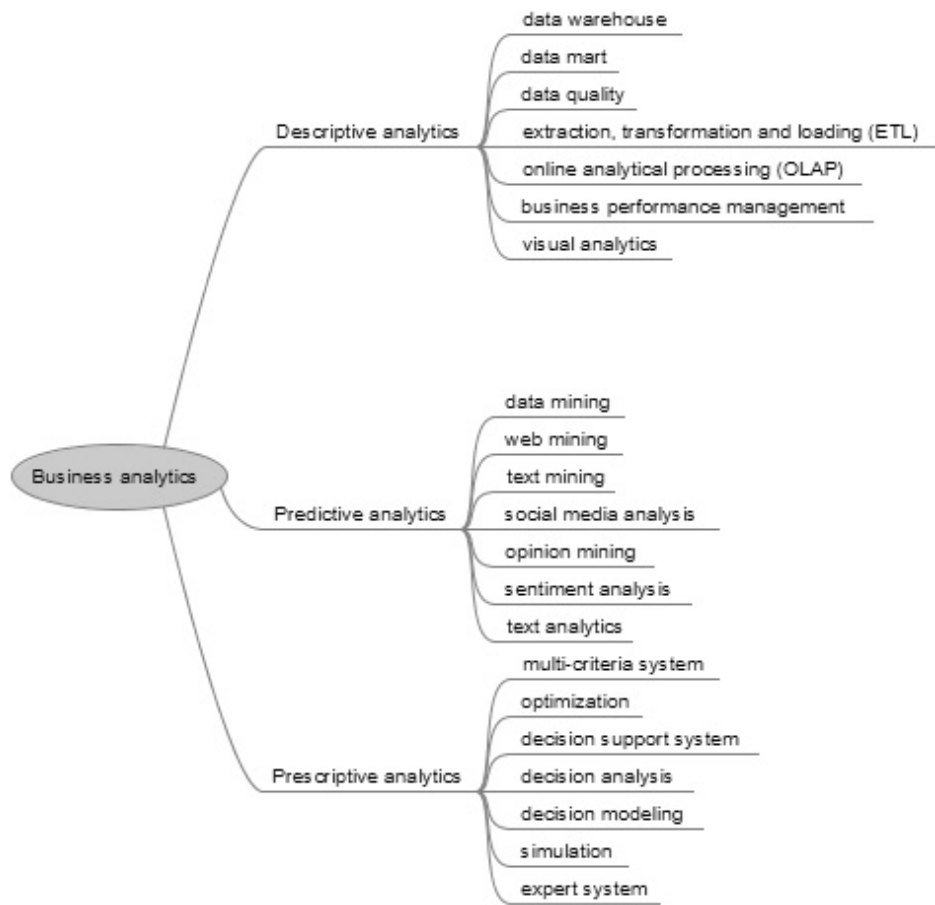 data warehouse
data mart
data quality
Descriptive analytics
extraction, transformation and loading (ETL)
online analytical processing (OLAP)
business performance management
visual analytics
Business analytics
data mining
web mining
text mining
Predictive analytics
social media analysis
opinion mining
sentiment analysis
text analytics
multi-criteria system
optimization
decision support system
Prescriptive analytics
decision analysis
decision modeling
simulation
expert system